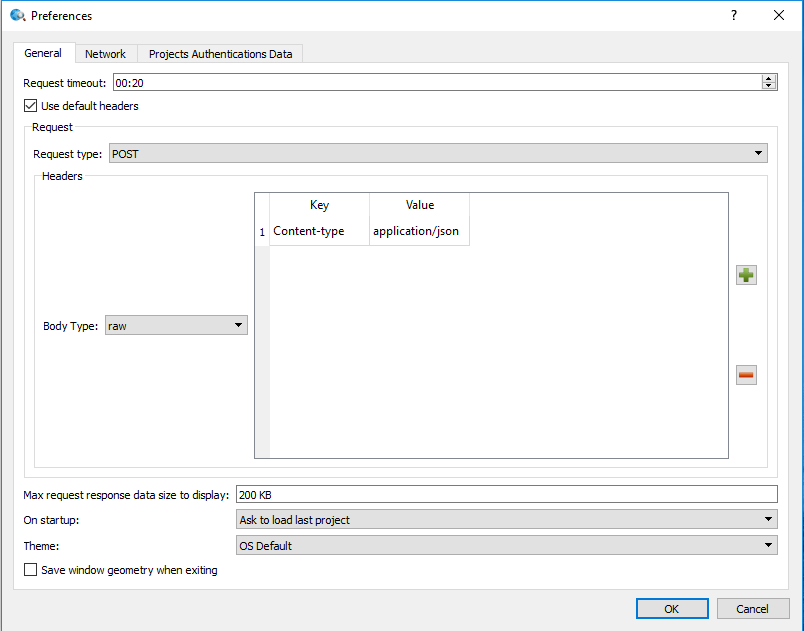 Preferences
?
General Network Projects Authentications Data
Request timeout: 00:20
Use default headers
Request
Request type: POST
Headers
Key Value
1 Content-type application/json
Body Type: raw
Max request response data size to display: 200 KB
On startup: Ask to load last project
Theme: OS Default
Save window geometry when exiting
OK Cancel